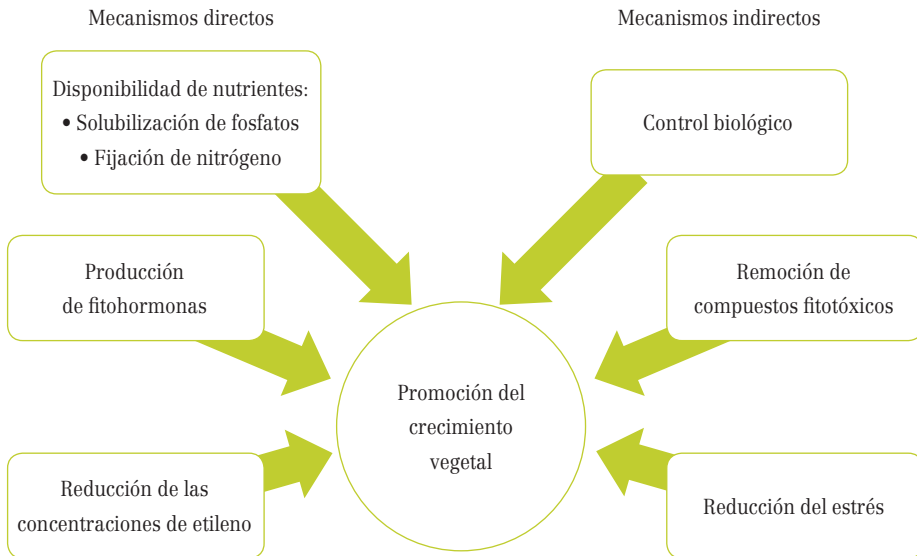 Mecanismos directos
Mecanismos indirectos
Disponibilidad de nutrientes:
• Solubilización de fosfatos
• Fijación de nitrógeno
Control biológico
Producción
de fitohormonas
Remoción de
compuestos fitotóxicos
Promoción del
crecimiento
vegetal
Reducción de las
concentraciones de etileno
Reducción del estrés